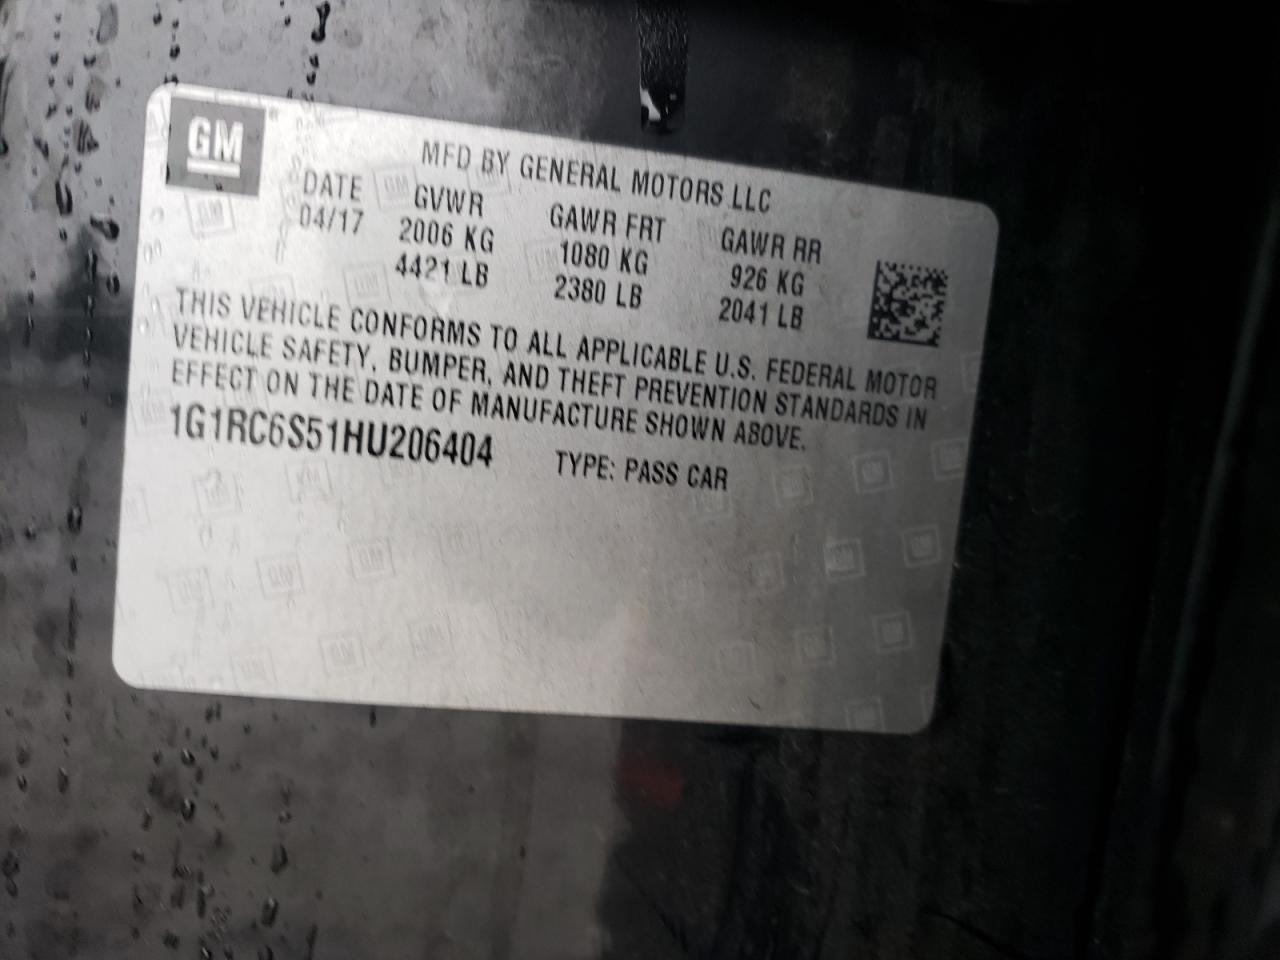 GM
MFD BY GENERAL MOTORS LLC
DATE GVWR GAWR FRT GAWR RR
04/17 2006 KG 1080 KG 926 KG
4421 LB 2380 LB 2041 LB
THIS VEHICLE CONFORMS TO ALL APPLICABLE U.S. FEDERAL MOTOR
VEHICLE SAFETY, BUMPER, AND THEFT PREVENTION STANDARDS IN
EFFECT ON THE DATE OF MANUFACTURE SHOWN ABOVE.
1G1RC6S51HU206404 TYPE: PASS CAR